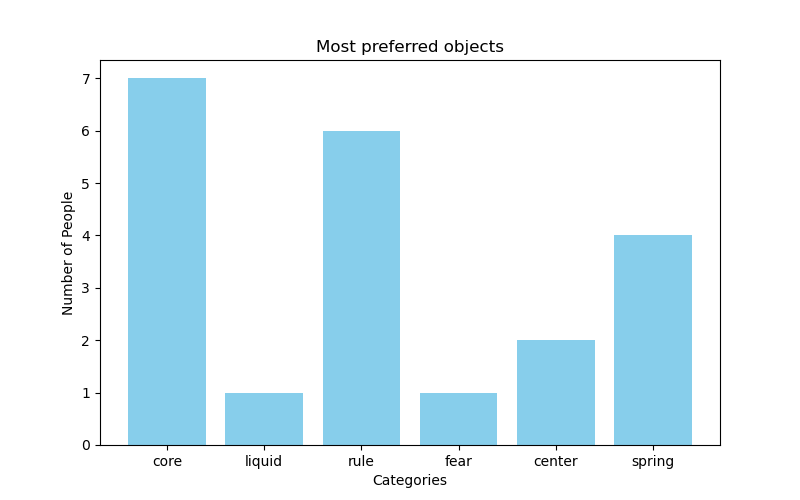 Most preferred objects
Number of People
7
6
5
4
3
2
1
0
core liquid rule fear center spring
Categories